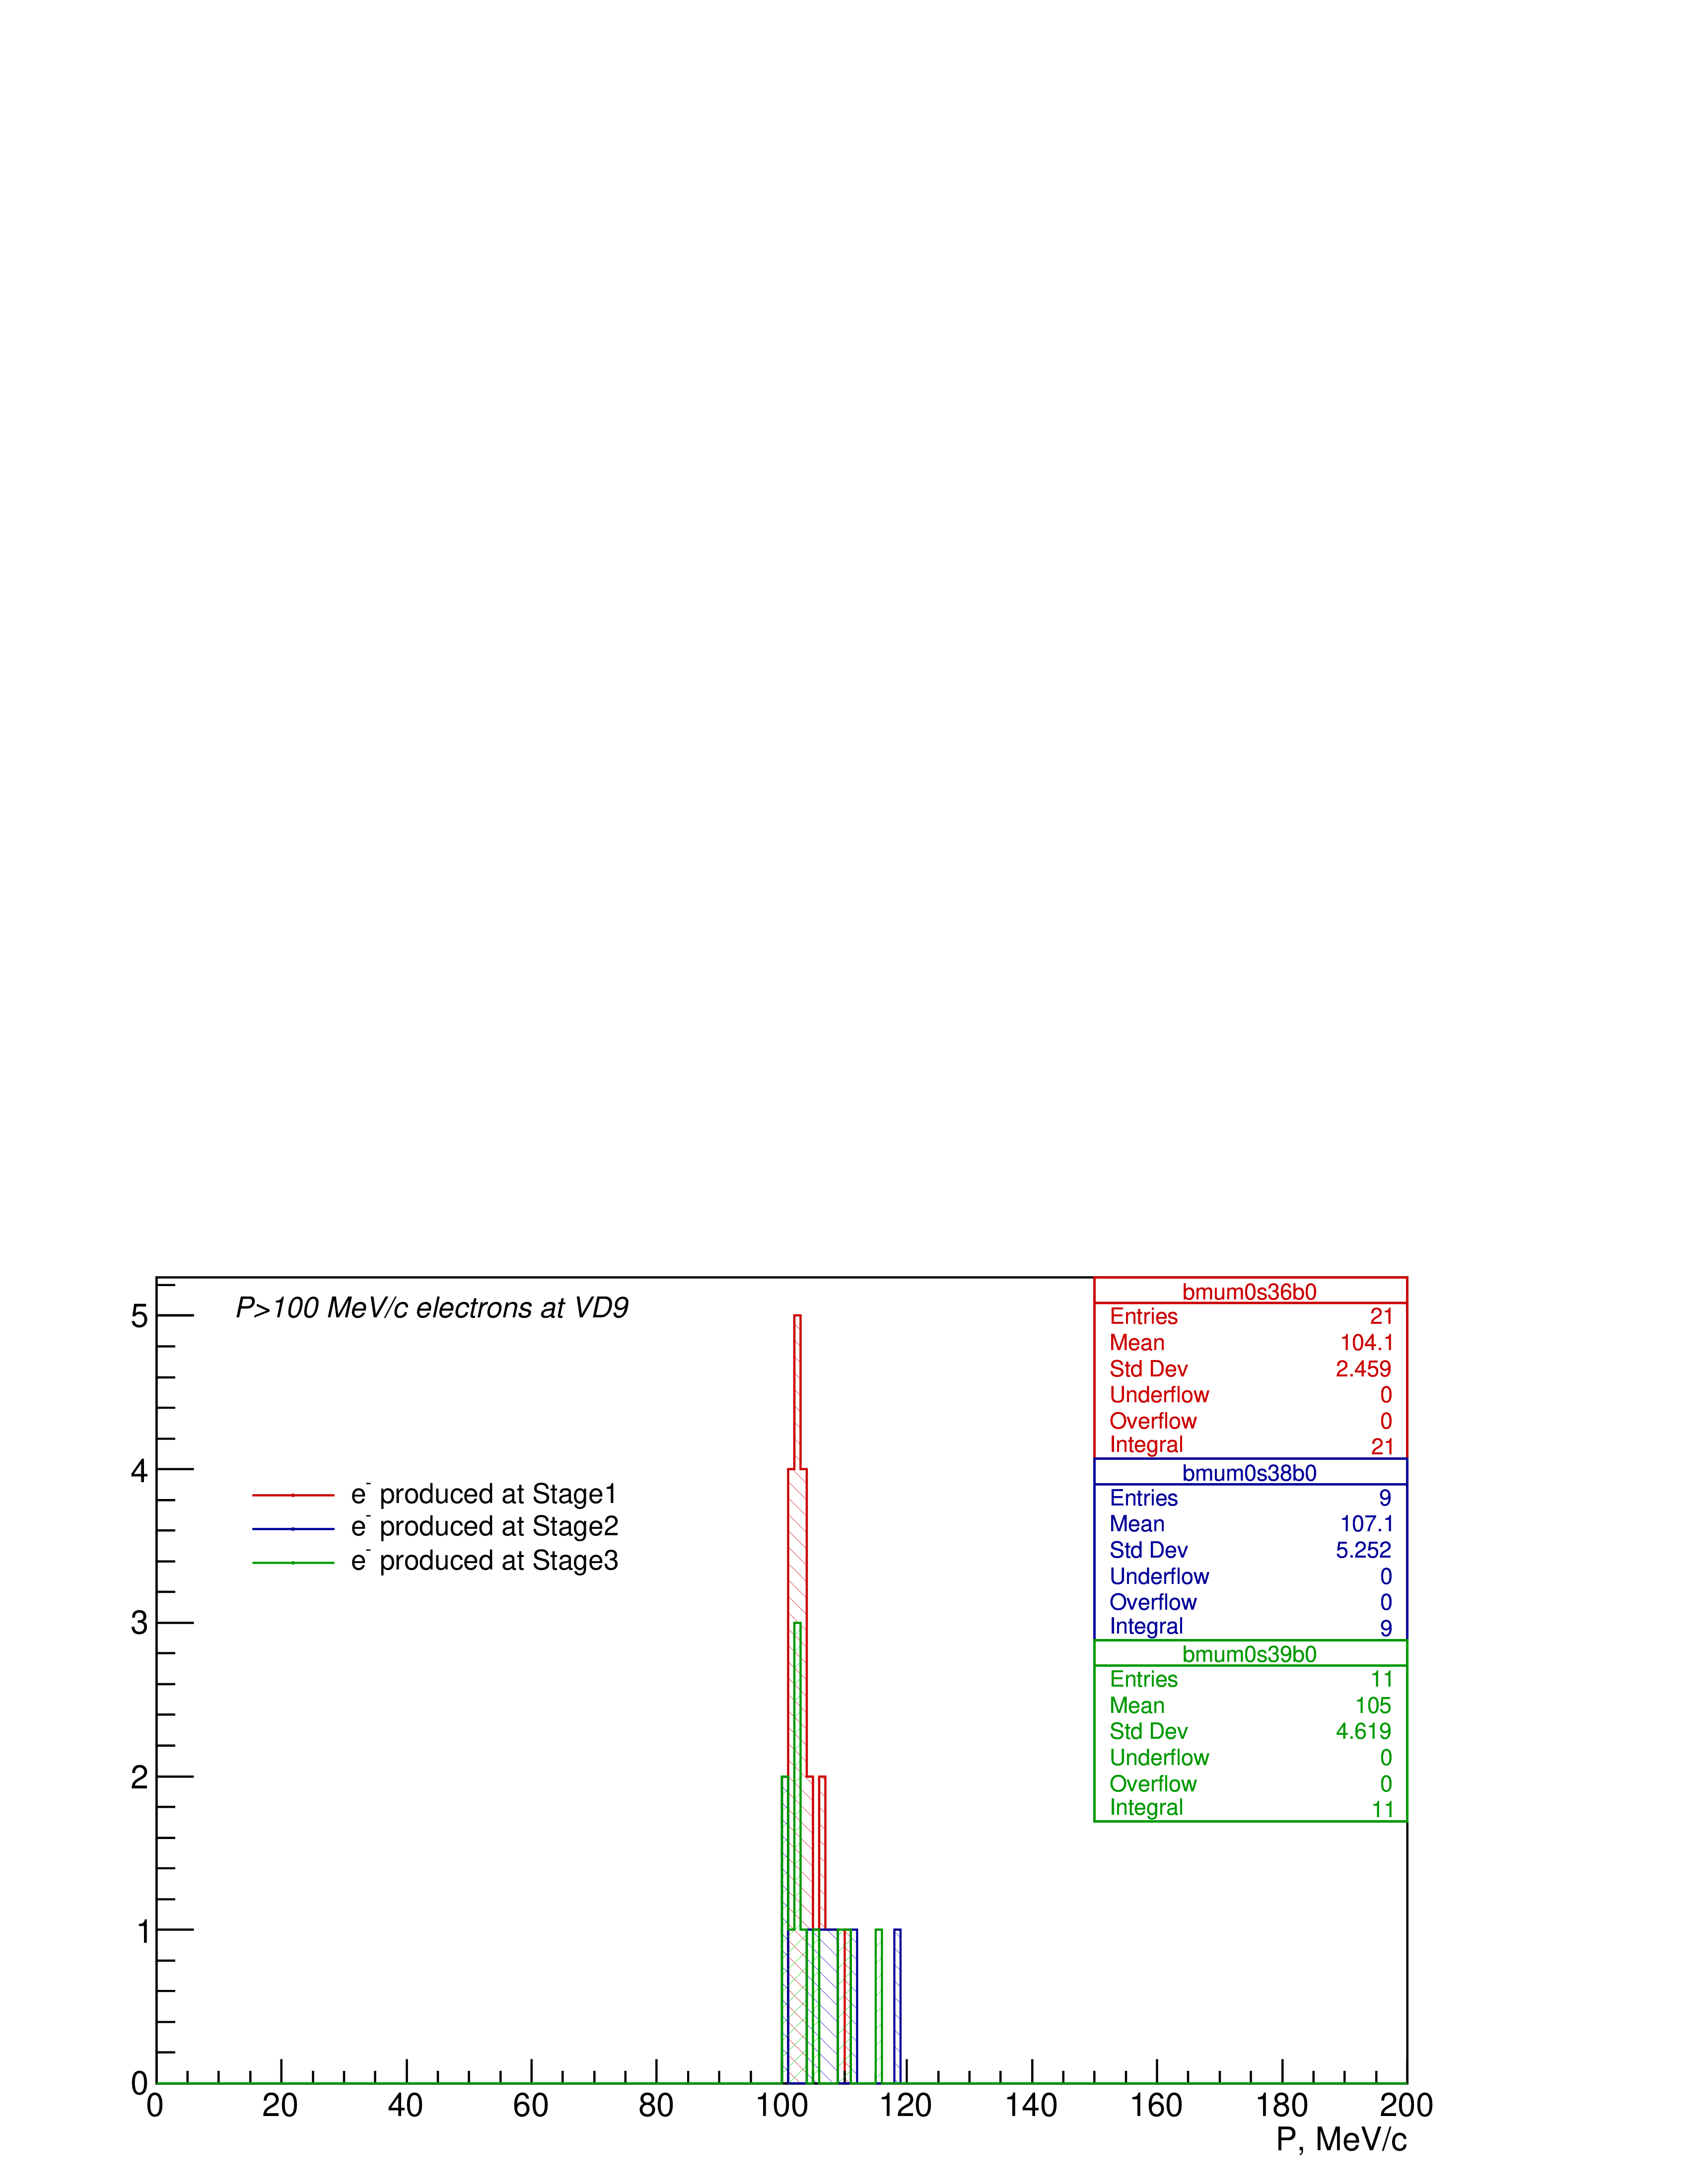 P>100 MeV/c electrons at VD9
e- produced at Stage1
e- produced at Stage2
e- produced at Stage3
bmum0s36b0
Entries 21
Mean 104.1
Std Dev 2.459
Underflow 0
Overflow 0
Integral 21
bmum0s38b0
Entries 9
Mean 107.1
Std Dev 5.252
Underflow 0
Overflow 0
Integral 9
bmum0s39b0
Entries 11
Mean 105
Std Dev 4.619
Underflow 0
Overflow 0
Integral 11
5
4
3
2
1
0
0 20 40 60 80 100 120 140 160 180 200
P, MeV/c